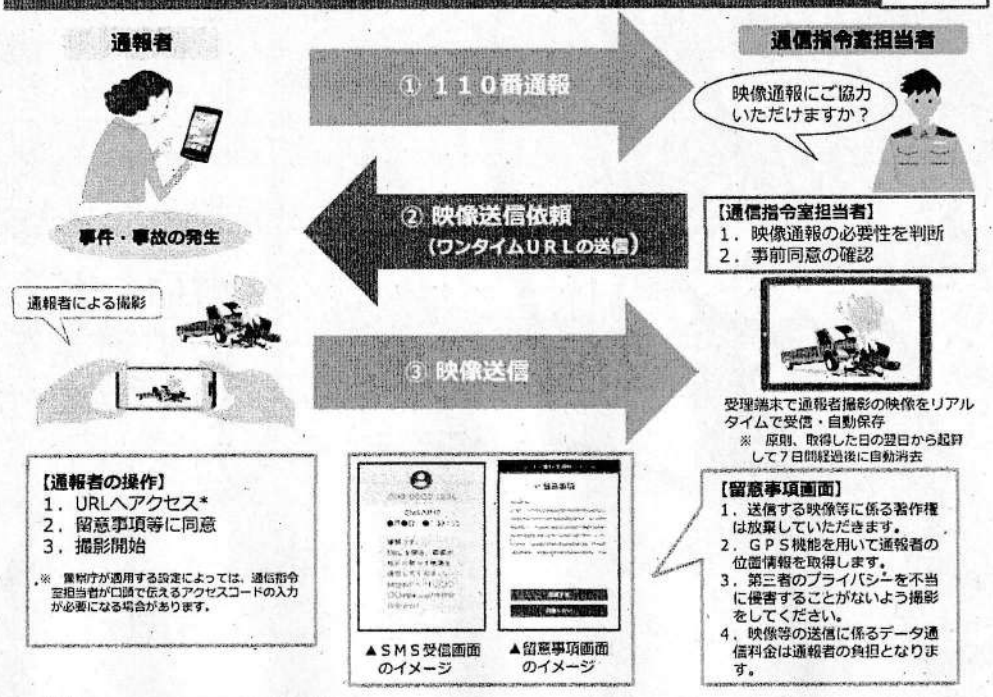 通報者
通信指令室担当者
① １１０番通報
映像通報にご協力
いただけますか？
② 映像送信依頼
（ワンタイムＵＲＬの送信）
事件・事故の発生
【通信指令室担当者】
１．映像通報の必要性を判断
２．事前同意の確認
通報者による撮影
③ 映像送信
受理端末で通報者撮影の映像をリアル
タイムで受信・自動保存
※ 原則、取得した日の翌日から起算
して７日間経過後に自動消去
【通報者の操作】
１．URLへアクセス*
２．留意事項等に同意
３．撮影開始
※ 警察庁が適用する設定によっては、通信指令
室担当者が口頭で伝えるアクセスコードの入力
が必要になる場合があります。
留意事項
▲ＳＭＳ受信画面
のイメージ
▲留意事項画面
のイメージ
【留意事項画面】
１．送信する映像等に係る著作権
は放棄していただきます。
２．ＧＰＳ機能を用いて通報者の
位置情報を取得します。
３．第三者のプライバシーを不当
に侵害することがないよう撮影
をしてください。
４．映像等の送信に係るデータ通
信料金は通報者の負担となりま
す。